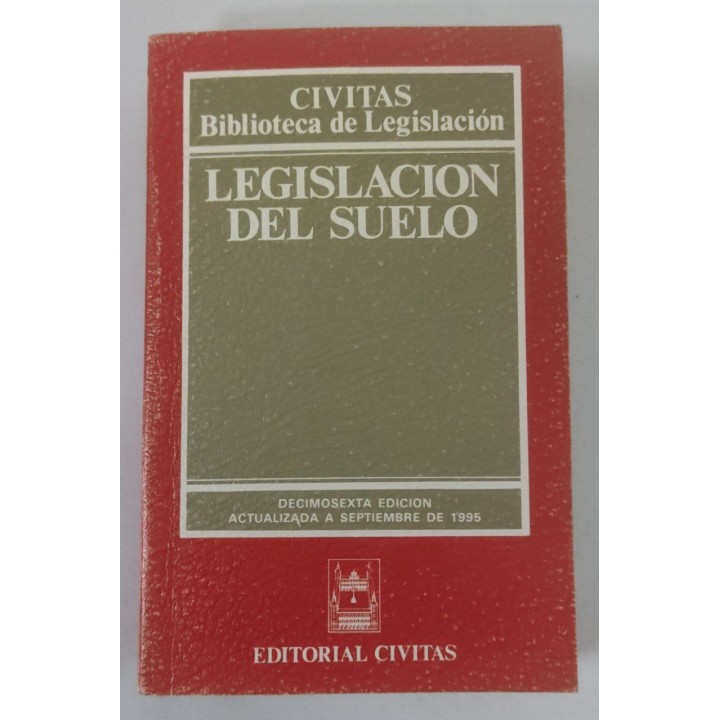 CIVITAS
Biblioteca de Legislación
LEGISLACION
DEL SUELO
DECIMOSEXTA EDICION
ACTUALIZADA A SEPTIEMBRE DE 1995
EDITORIAL CIVITAS